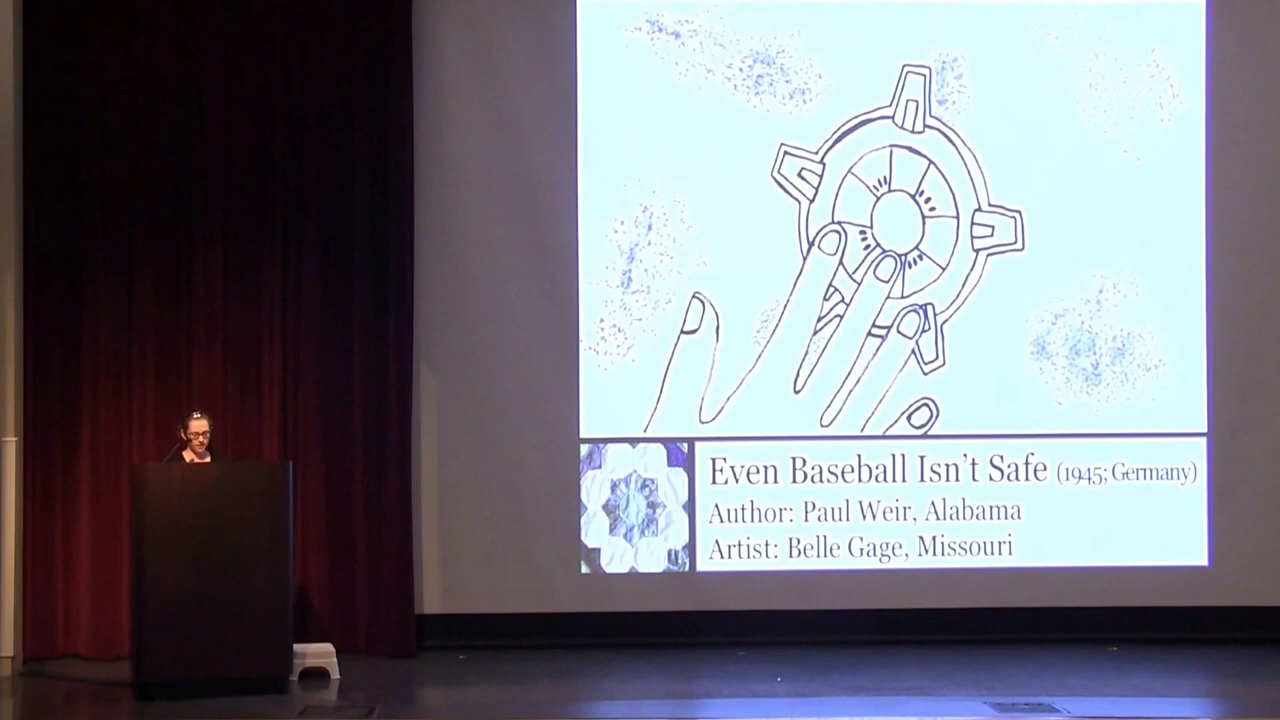 Even Baseball Isn't Safe (1945; Germany)
Author: Paul Weir, Alabama
Artist: Belle Gage, Missouri